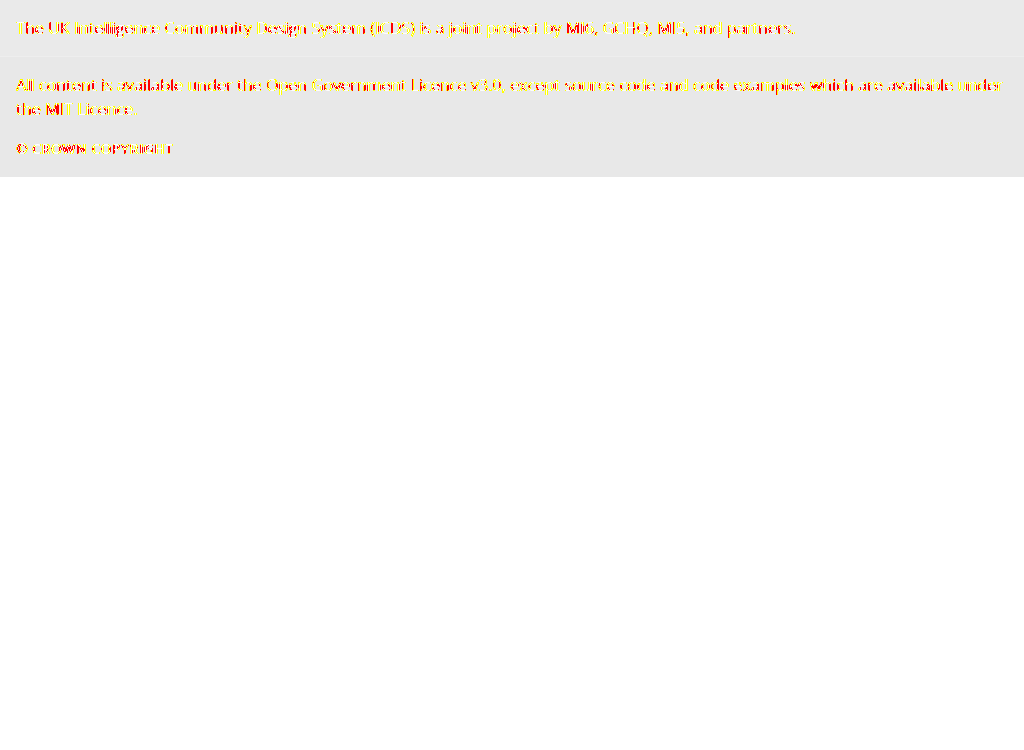 The UK Intelligence Community Design System (ICDS) is a joint project by MI6, GCHQ, MI5, and partners.
All content is available under the Open Government Licence v3.0, except source code and code examples which are available under
the MIT Licence.
© CROWN COPYRIGHT